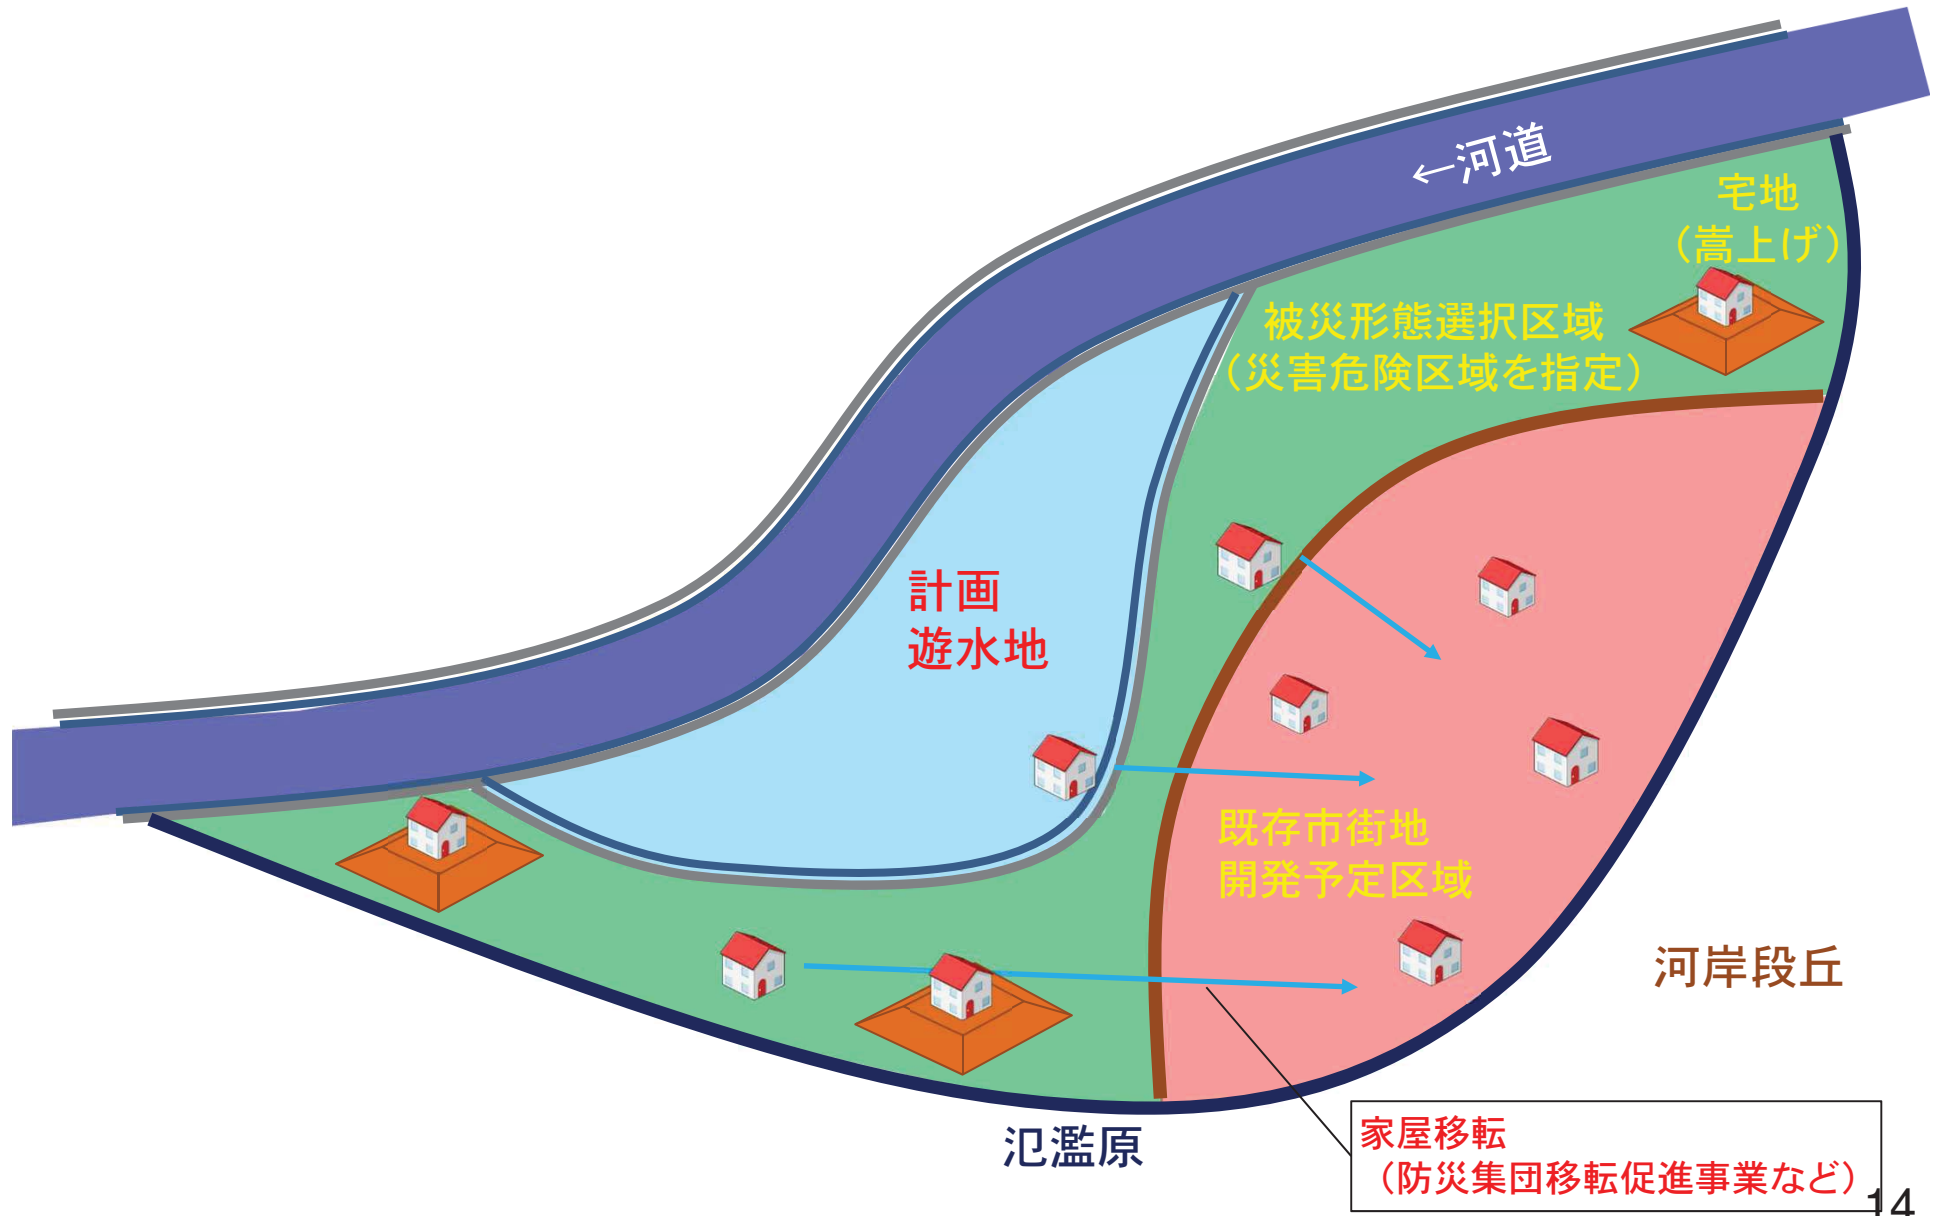 ←河道
宅地
（嵩上げ）
被災形態選択区域
（災害危険区域を指定）
計画
遊水地
既存市街地
開発予定区域
河岸段丘
氾濫原
家屋移転
（防災集団移転促進事業など）
14